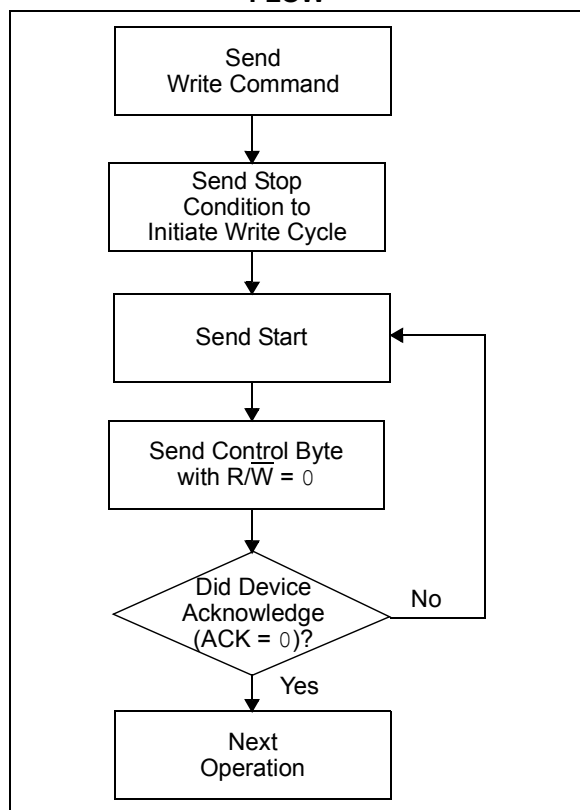 Send
Write Command
Send Stop
Condition to
Initiate Write Cycle
Send Start
Send Control Byte
with R/W̅ = 0
Did Device
Acknowledge
(ACK = 0)?
No
Yes
Next
Operation